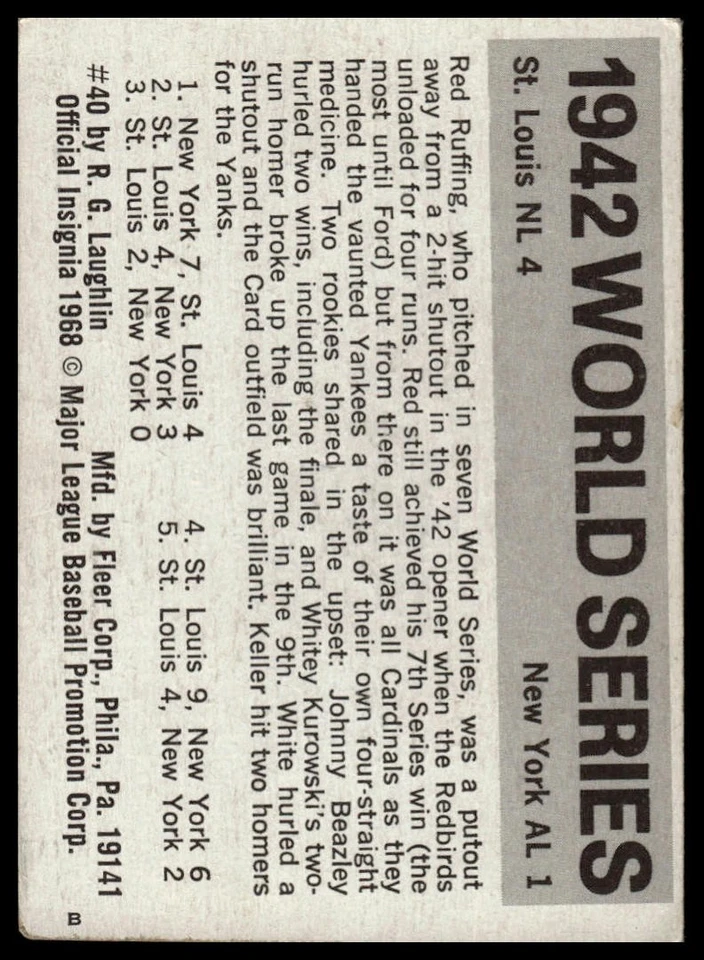 1942 WORLD SERIES
St. Louis NL 4 New York AL 1
Red Ruffing, who pitched in seven World Series, was a putout
away from a 2-hit shutout in the '42 opener when the Redbirds
unloaded for four runs. Red still achieved his 7th Series win (the
most until Ford) but from there on it was all Cardinals as they
handed the vaunted Yankees a taste of their own four-straight
medicine. Two rookies shared in the upset: Johnny Beazley
hurled two wins, including the finale, and Whitey Kurowski's two-
run homer broke up the last game in the 9th. White hurled a
shutout and the Card outfield was brilliant. Keller hit two homers
for the Yanks.
1. New York 7, St. Louis 4 4. St. Louis 9, New York 6
2. St. Louis 4, New York 3 5. St. Louis 4, New York 2
3. St. Louis 2, New York 0
#40 by R. G. Laughlin Mfd. by Fleer Corp., Phila., Pa. 19141
Official Insignia 1968 © Major League Baseball Promotion Corp.
B